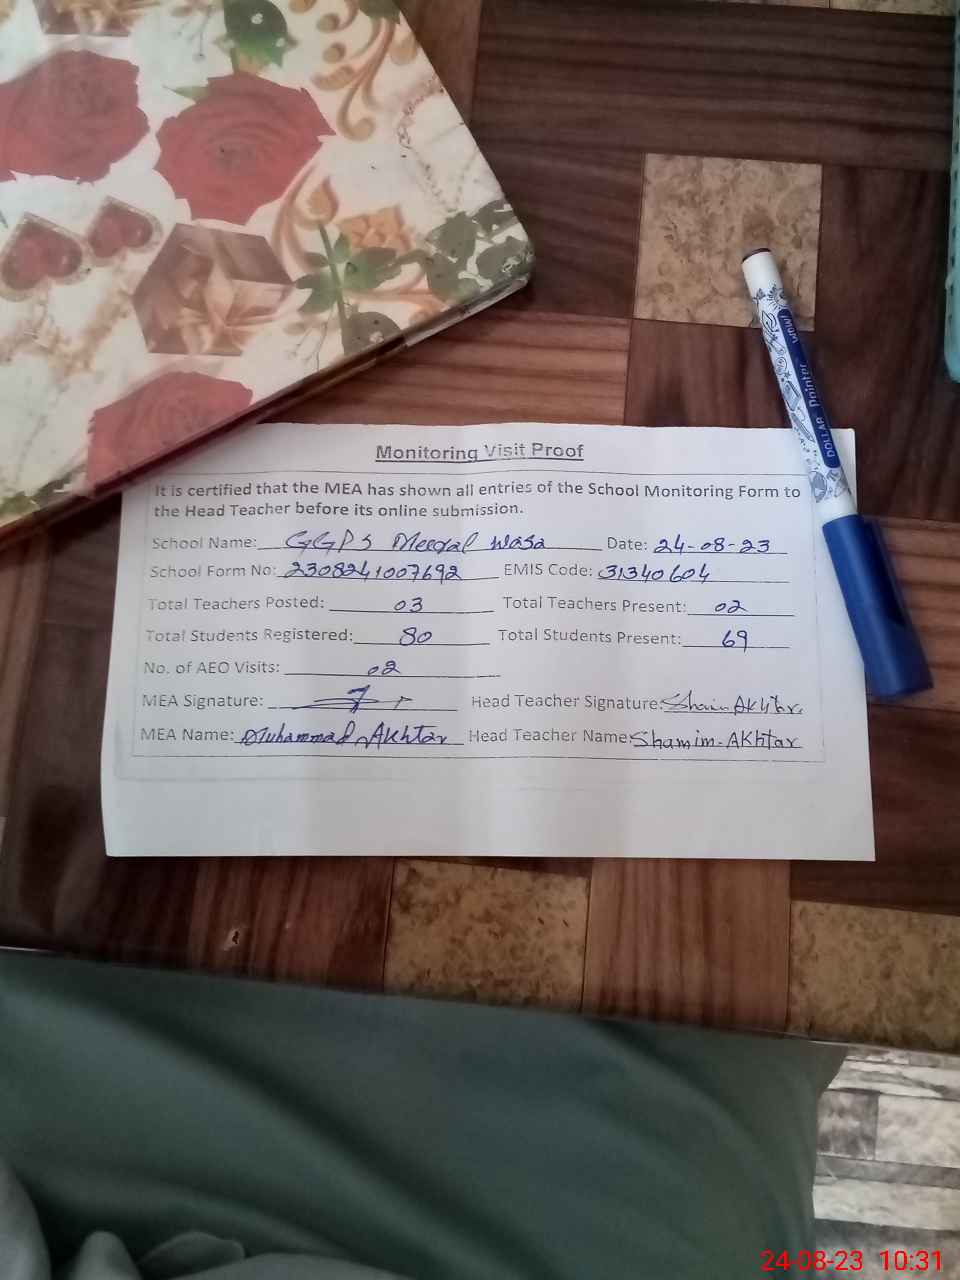 Monitoring Visit Proof
It is certified that the MEA has shown all entries of the School Monitoring Form to
the Head Teacher before its online submission.
School Name: GGPS Meegal Wasa Date: 24-08-23
School Form No: 2308241007692 EMIS Code: 31340604
Total Teachers Posted: 03 Total Teachers Present: 02
Total Students Registered: 80 Total Students Present: 69
No. of AEO Visits: 02
MEA Signature: Head Teacher Signature: Akhtar
MEA Name: Muhammad Akhtar Head Teacher Name: Shamim-Akhtar
DOLLAR Pointer WOW!
24-08-23 10:31